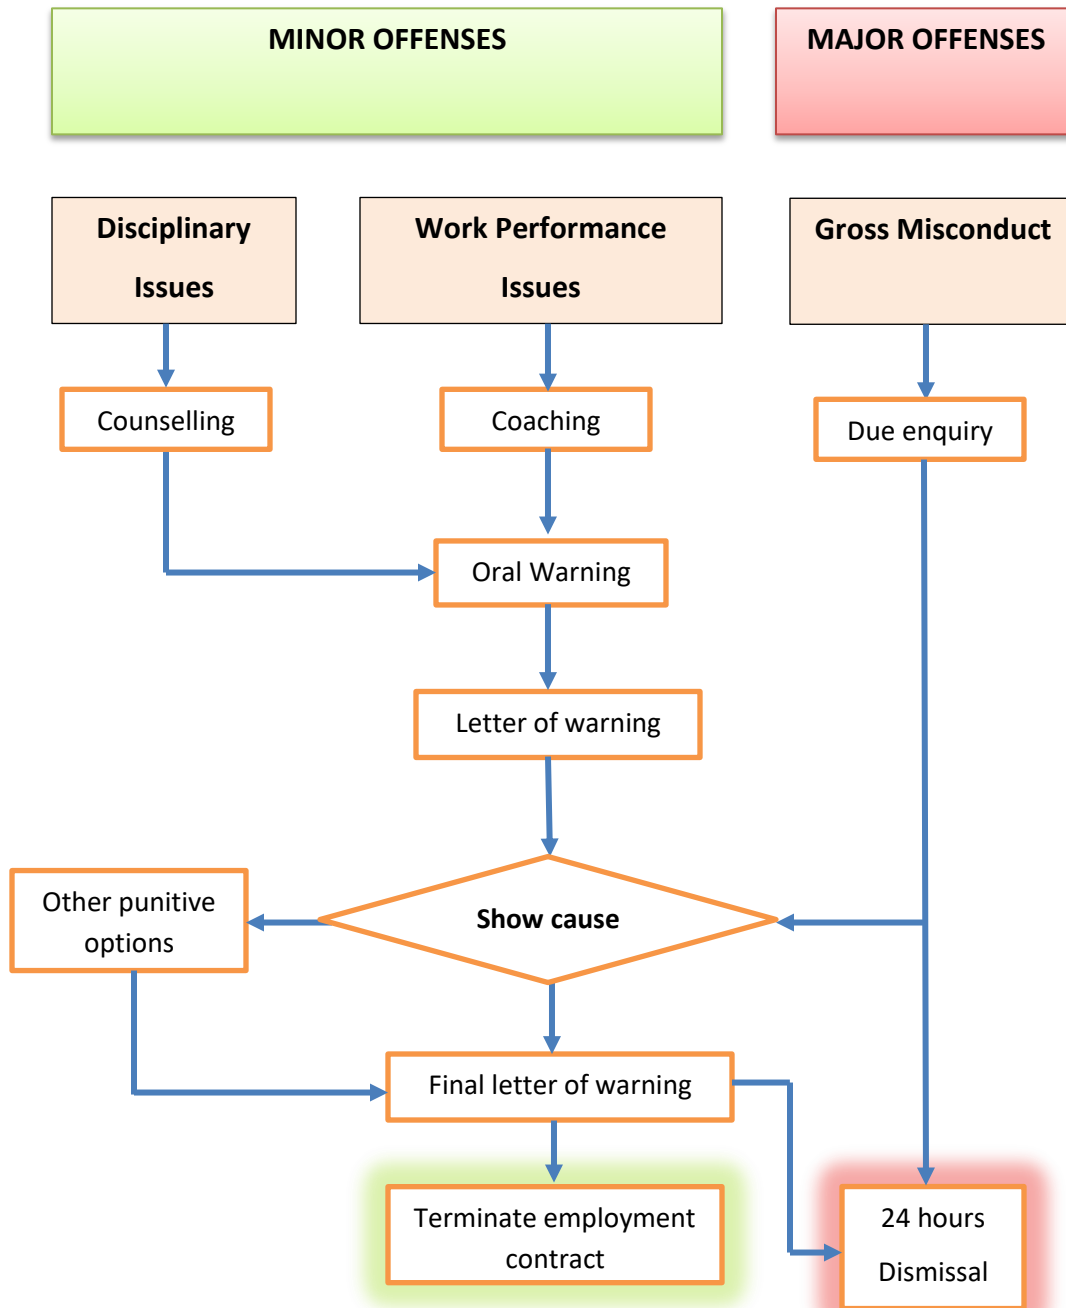 MINOR OFFENSES
MAJOR OFFENSES
Disciplinary
Issues
Work Performance
Issues
Gross Misconduct
Counselling
Coaching
Due enquiry
Oral Warning
Letter of warning
Other punitive
options
Show cause
Final letter of warning
Terminate employment
contract
24 hours
Dismissal